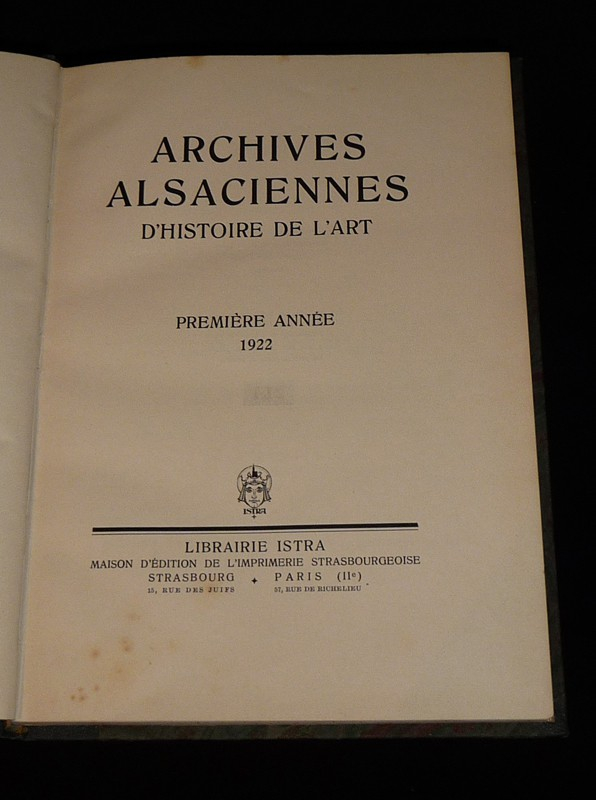 ARCHIVES
ALSACIENNES
D'HISTOIRE DE L'ART
PREMIÈRE ANNÉE
1922
ISTRA
LIBRAIRIE ISTRA
MAISON D'ÉDITION DE L'IMPRIMERIE STRASBOURGEOISE
STRASBOURG + PARIS (IIe)
15, RUE DES JUIFS 57, RUE DE RICHELIEU